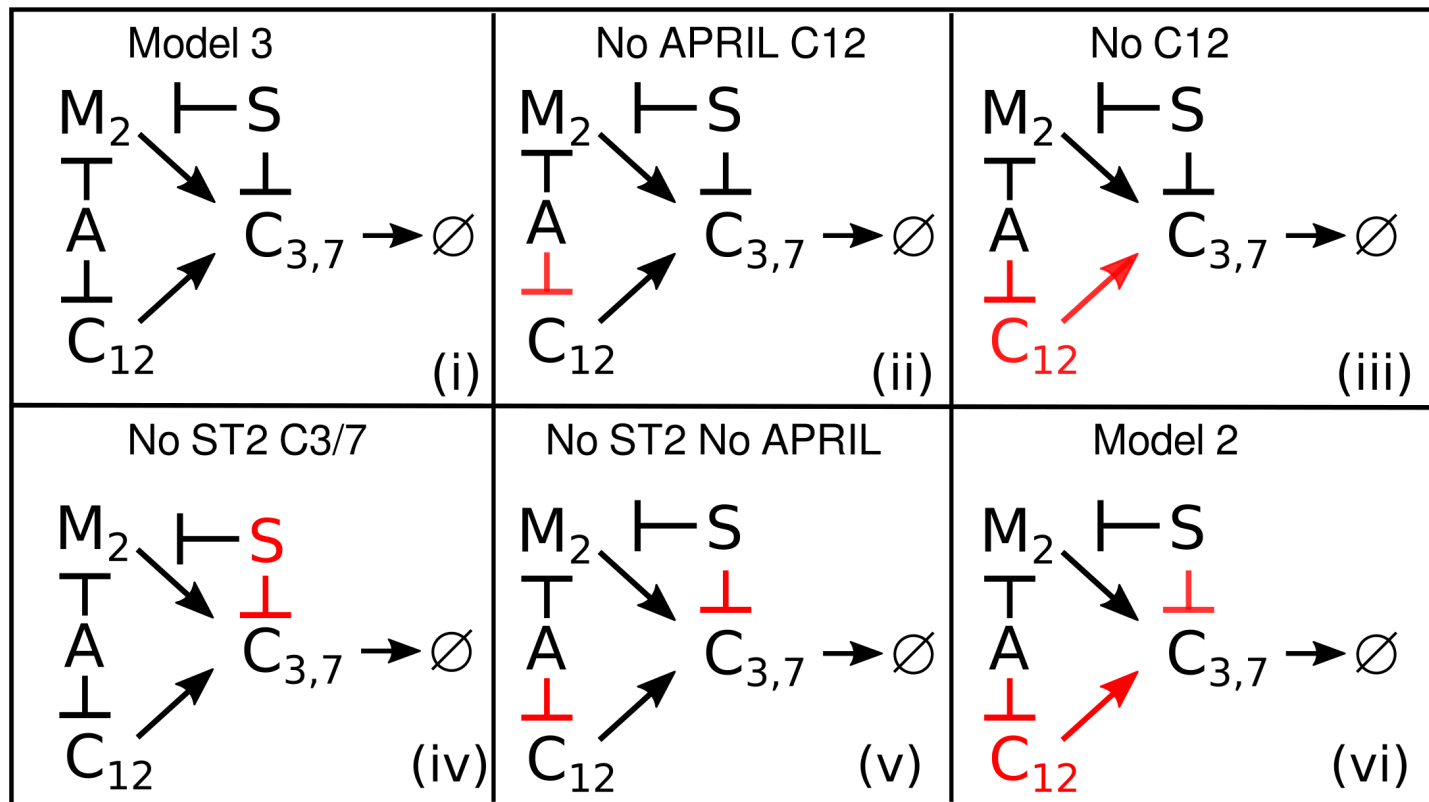 Model 3
M2 S
A C3,7 ∅
C12
(i)
No APRIL C12
M2 S
A C3,7 ∅
C12
(ii)
No C12
M2 S
A C3,7 ∅
C12
(iii)
No ST2 C3/7
M2 S
A C3,7 ∅
C12
(iv)
No ST2 No APRIL
M2 S
A C3,7 ∅
C12
(v)
Model 2
M2 S
A C3,7 ∅
C12
(vi)